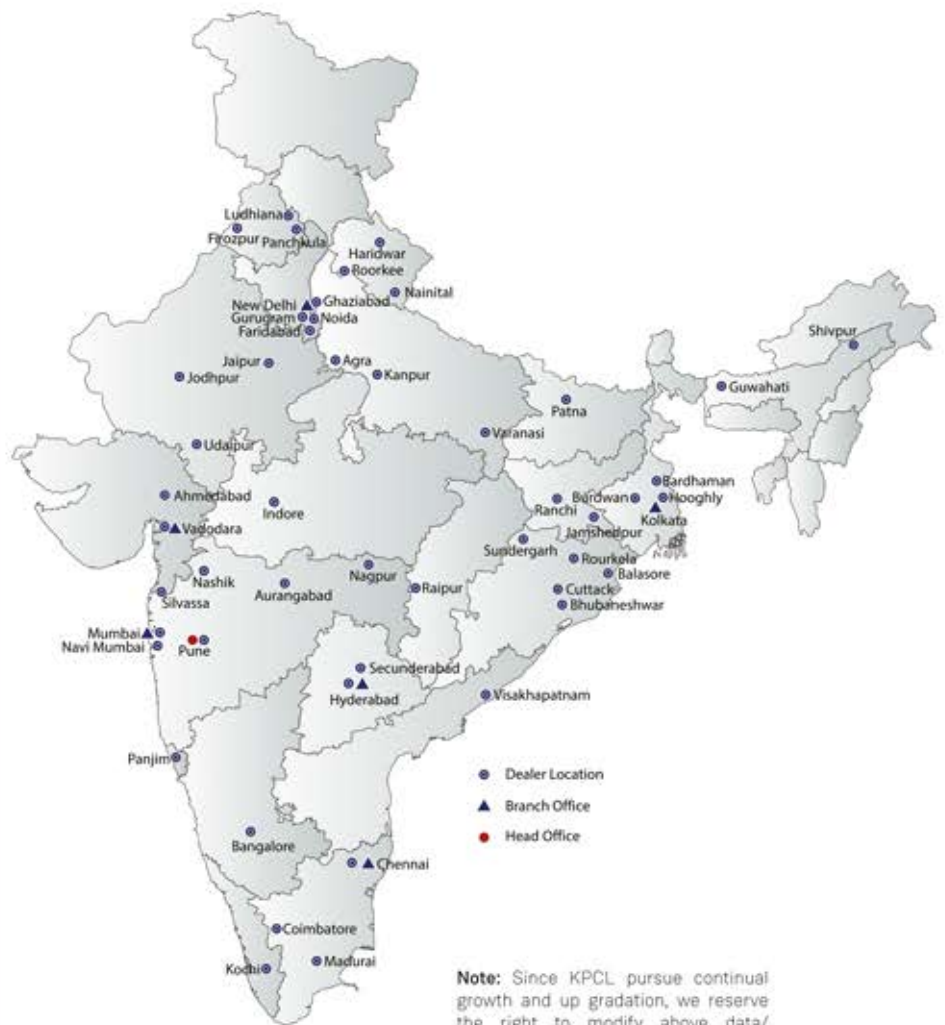 Ludhiana
Firozpur
Panchkula
Haridwar
Roorkee
Nainital
New Delhi
Ghaziabad
Gurugram
Noida
Faridabad
Shivpur
Jaipur
Agra
Jodhpur
Kanpur
Guwahati
Patna
Varanasi
Udaipur
Ahmedabad
Indore
Bardhaman
Bardwan
Hooghly
Ranchi
Kolkata
Jamshedpur
Vadodara
Sundergarh
Rourkela
Nashik
Nagpur
Balasore
Aurangabad
Raipur
Cuttack
Silvassa
Bhubaneshwar
Mumbai
Navi Mumbai
Pune
Secunderabad
Hyderabad
Visakhapatnam
Panjim
Dealer Location
Branch Office
Head Office
Bangalore
Chennai
Coimbatore
Kochi
Madurai
Note: Since KPCL pursue continual
growth and up gradation, we reserve
the right to modify above data/